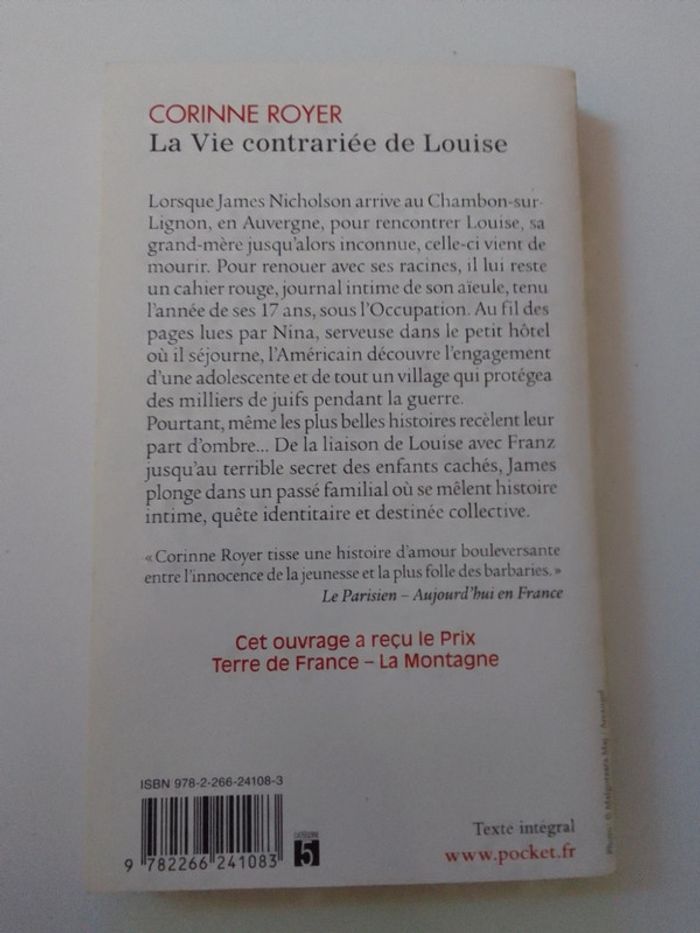 CORINNE ROYER
La Vie contrariée de Louise
Lorsque James Nicholson arrive au Chambon-sur-
Lignon, en Auvergne, pour rencontrer Louise, sa
grand-mère jusqu'alors inconnue, celle-ci vient de
mourir. Pour renouer avec ses racines, il lui reste
un cahier rouge, journal intime de son aïeule, tenu
l'année de ses 17 ans, sous l'Occupation. Au fil des
pages lues par Nina, serveuse dans le petit hôtel
où il séjourne, l'Américain découvre l'engagement
d'une adolescente et de tout un village qui protégea
des milliers de juifs pendant la guerre.
Pourtant, même les plus belles histoires recèlent leur
part d'ombre... De la liaison de Louise avec Franz
jusqu'au terrible secret des enfants cachés, James
plonge dans un passé familial où se mêlent histoire
intime, quête identitaire et destinée collective.
« Corinne Royer tisse une histoire d'amour bouleversante
entre l'innocence de la jeunesse et la plus folle des barbaries. »
Le Parisien – Aujourd'hui en France
Cet ouvrage a reçu le Prix
Terre de France – La Montagne
ISBN 978-2-266-24108-3
9 782266 241083
CATÉGORIE
5
Texte intégral
www.pocket.fr
Photo : © Malgorzata Maj / Arcangel